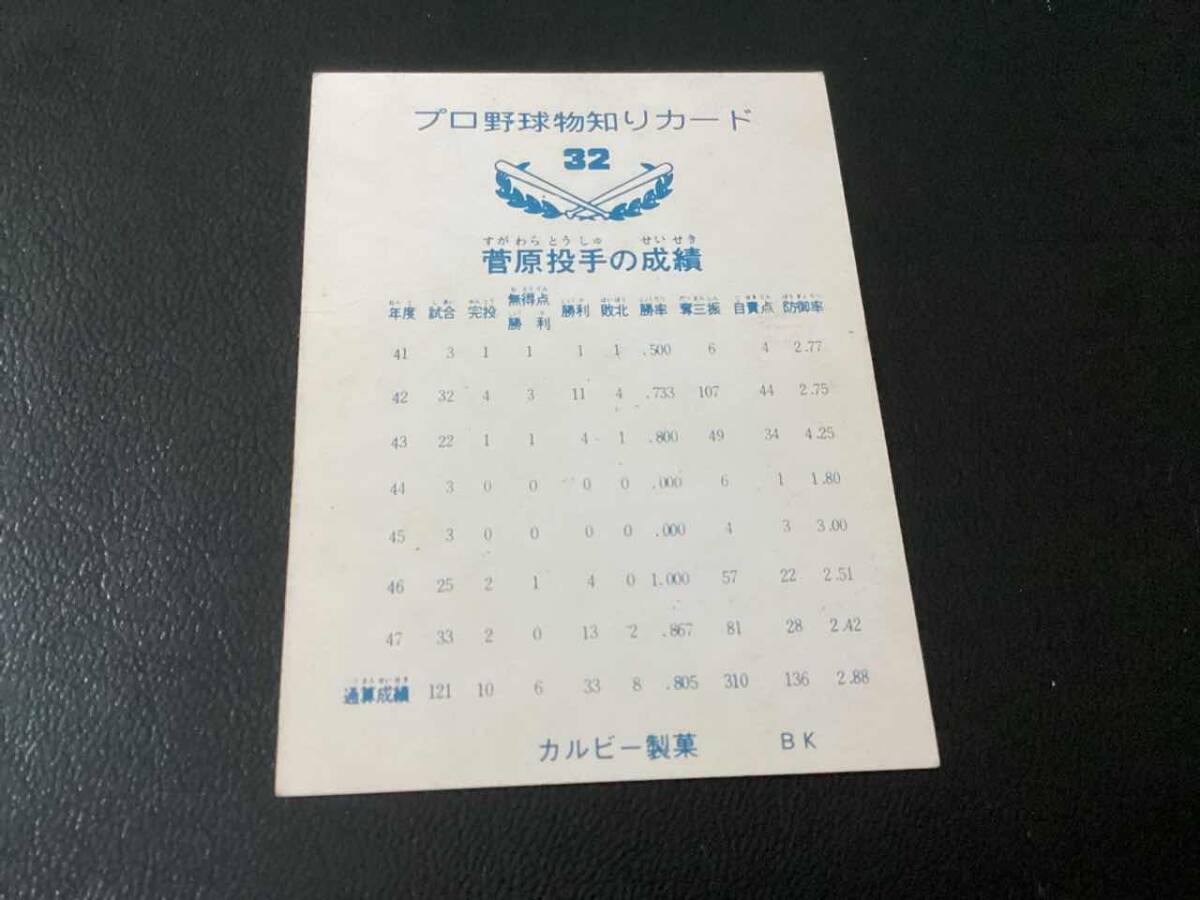 プロ野球物知りカード
32
すがわらとうしゅ せいせき
菅原投手の成績
年度 試合 完投 無得点勝利 勝利 敗北 勝率 奪三振 自責点 防御率
41 3 1 1 1 1 .500 6 4 2.77
42 32 4 3 11 4 .733 107 44 2.75
43 22 1 1 4 1 .800 49 34 4.25
44 3 0 0 0 0 .000 6 1 1.80
45 3 0 0 0 0 .000 4 3 3.00
46 25 2 1 4 0 1.000 57 22 2.51
47 33 2 0 13 2 .867 81 28 2.42
通算成績 121 10 6 33 8 .805 310 136 2.88
カルビー製菓 BK